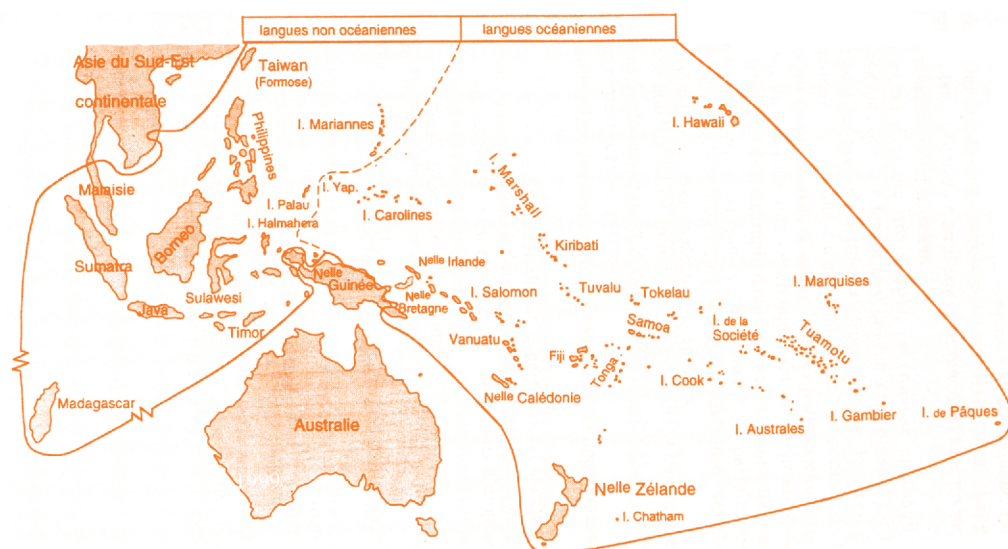 langues non océaniennes
langues océaniennes
Asie du Sud-Est
continentale
Taiwan
(Formose)
Philippines
I. Mariannes
I. Hawaii
Malaisie
I. Palau
I. Yap.
I. Carolines
I. Marshall
I. Halmahera
Borneo
Sumatra
Sulawesi
Java
Timor
Nelle
Guinée
Nelle Irlande
Nelle
Bretagne
I. Salomon
Kiribati
Tuvalu
Tokelau
Samoa
I. Marquises
I. de la
Société
Tuamotu
Vanuatu
Fiji
Tonga
I. Cook
Nelle Calédonie
I. Australes
I. Gambier
I. de Pâques
Madagascar
Australie
1999
Nelle Zélande
I. Chatham